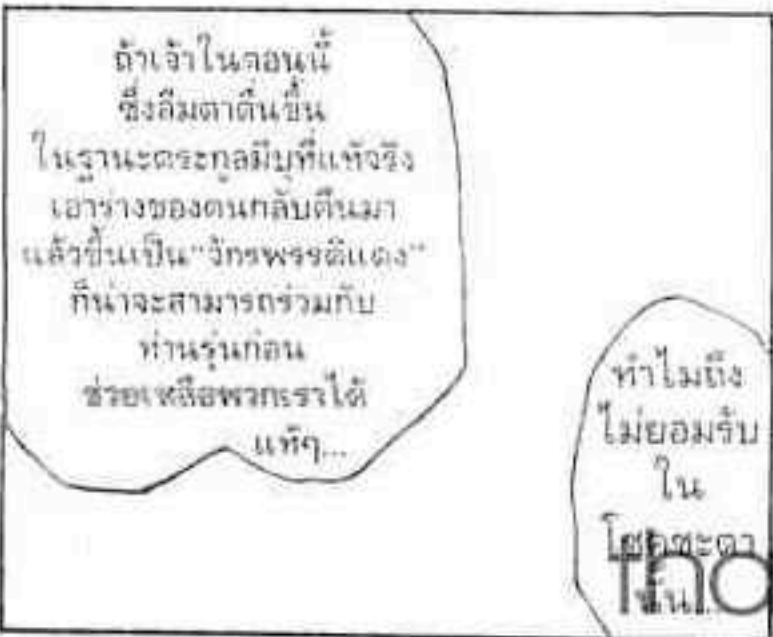 ถ้าเจ้าในตอนนี้
ซึ่งลืมตาตื่นขึ้น
ในฐานะตระกูลมิบุที่แท้จริง
เอาร่างของตนกลับคืนมา
แล้วขึ้นเป็น"จักรพรรดิแดง"
ก็น่าจะสามารถร่วมกับ
ท่านรุ่นก่อน
ช่วยเหลือพวกเราได้
แท้ๆ...
ทำไมถึง
ไม่ยอมรับ
ใน
โชคชะตา
นั้น...
tho